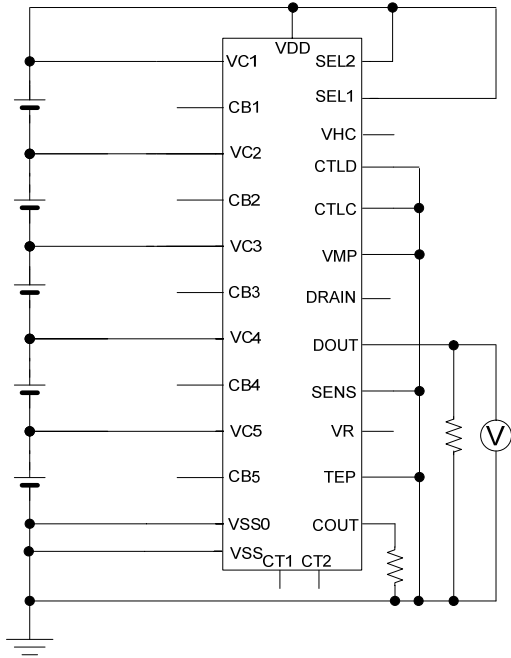 VDD
VC1
CB1
VC2
CB2
VC3
CB3
VC4
CB4
VC5
CB5
VSS0
VSS
CT1 CT2
SEL2
SEL1
VHC
CTLD
CTLC
VMP
DRAIN
DOUT
SENS
VR
TEP
COUT
V